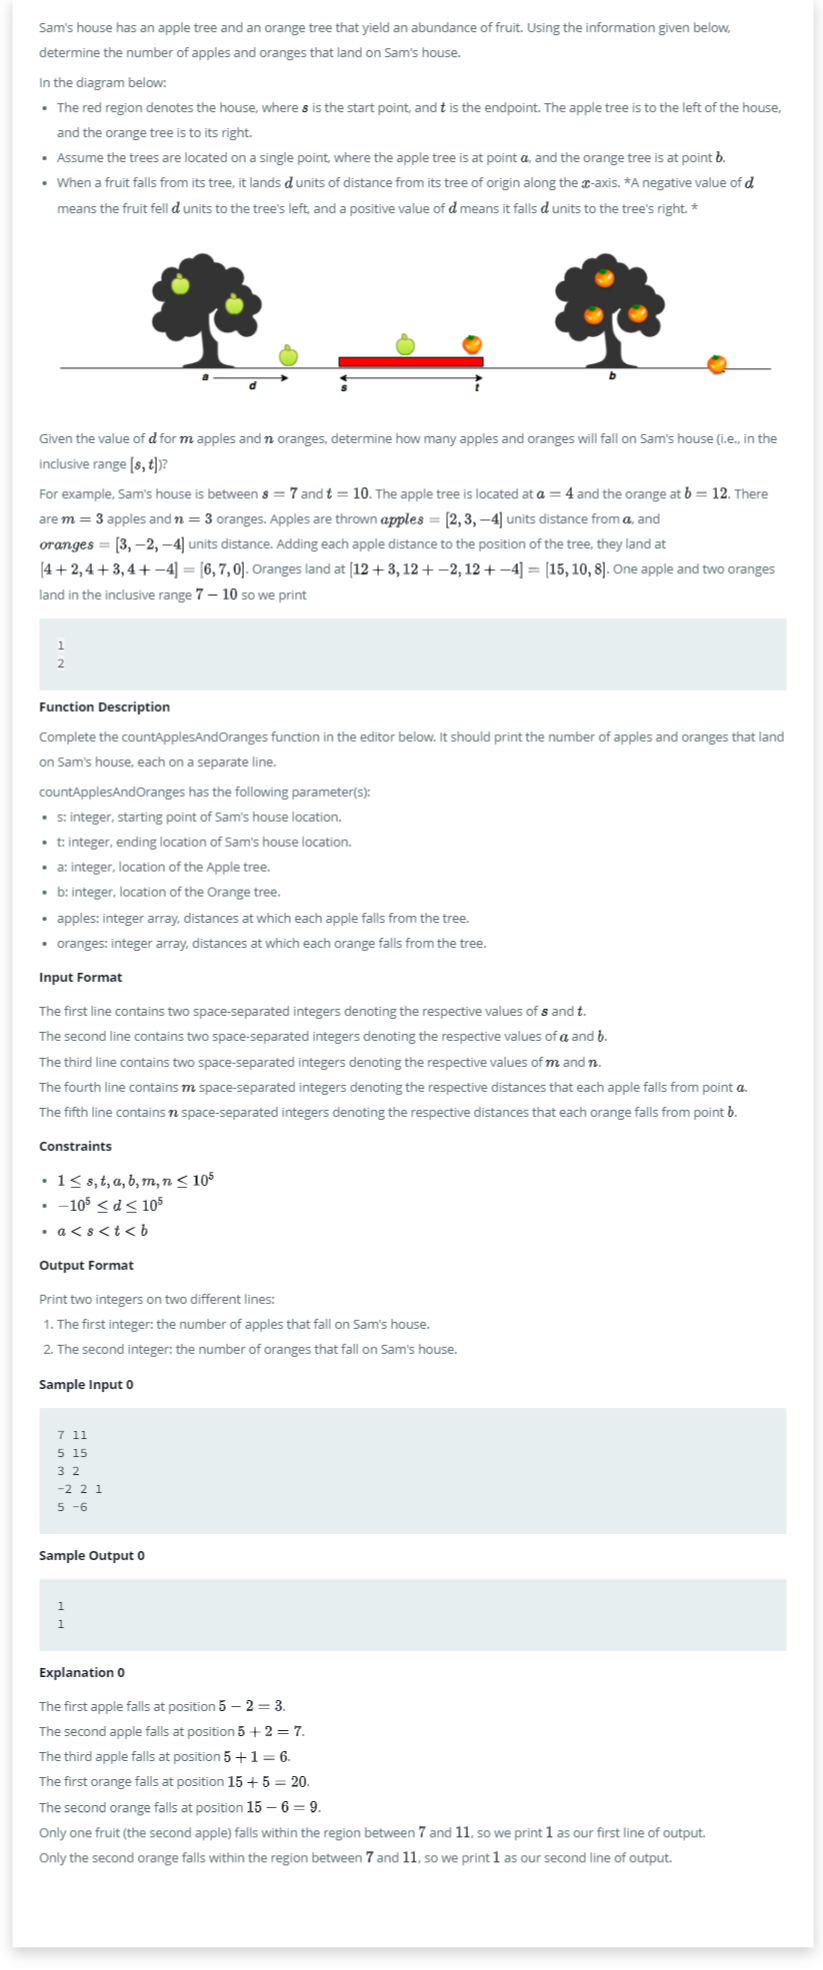 Sam's house has an apple tree and an orange tree that yield an abundance of fruit. Using the information given below,
determine the number of apples and oranges that land on Sam's house.
In the diagram below:
• The red region denotes the house, where s is the start point, and t is the endpoint. The apple tree is to the left of the house,
and the orange tree is to its right.
• Assume the trees are located on a single point, where the apple tree is at point a, and the orange tree is at point b.
• When a fruit falls from its tree, it lands d units of distance from its tree of origin along the x-axis. *A negative value of d
means the fruit fell d units to the tree's left, and a positive value of d means it falls d units to the tree's right. *
a
d
s
t
b
Given the value of d for m apples and n oranges, determine how many apples and oranges will fall on Sam's house (i.e., in the
inclusive range [s, t])?
For example, Sam's house is between s = 7 and t = 10. The apple tree is located at a = 4 and the orange at b = 12. There
are m = 3 apples and n = 3 oranges. Apples are thrown apples = [2, 3, −4] units distance from a, and
oranges = [3, −2, −4] units distance. Adding each apple distance to the position of the tree, they land at
[4 + 2, 4 + 3, 4 + −4] = [6, 7, 0]. Oranges land at [12 + 3, 12 + −2, 12 + −4] = [15, 10, 8]. One apple and two oranges
land in the inclusive range 7 − 10 so we print
1
2
Function Description
Complete the countApplesAndOranges function in the editor below. It should print the number of apples and oranges that land
on Sam's house, each on a separate line.
countApplesAndOranges has the following parameter(s):
• s: integer, starting point of Sam's house location.
• t: integer, ending location of Sam's house location.
• a: integer, location of the Apple tree.
• b: integer, location of the Orange tree.
• apples: integer array, distances at which each apple falls from the tree.
• oranges: integer array, distances at which each orange falls from the tree.
Input Format
The first line contains two space-separated integers denoting the respective values of s and t.
The second line contains two space-separated integers denoting the respective values of a and b.
The third line contains two space-separated integers denoting the respective values of m and n.
The fourth line contains m space-separated integers denoting the respective distances that each apple falls from point a.
The fifth line contains n space-separated integers denoting the respective distances that each orange falls from point b.
Constraints
• 1 ≤ s, t, a, b, m, n ≤ 10⁵
• −10⁵ ≤ d ≤ 10⁵
• a < s < t < b
Output Format
Print two integers on two different lines:
1. The first integer: the number of apples that fall on Sam's house.
2. The second integer: the number of oranges that fall on Sam's house.
Sample Input 0
7 11
5 15
3 2
-2 2 1
5 -6
Sample Output 0
1
1
Explanation 0
The first apple falls at position 5 − 2 = 3.
The second apple falls at position 5 + 2 = 7.
The third apple falls at position 5 + 1 = 6.
The first orange falls at position 15 + 5 = 20.
The second orange falls at position 15 − 6 = 9.
Only one fruit (the second apple) falls within the region between 7 and 11, so we print 1 as our first line of output.
Only the second orange falls within the region between 7 and 11, so we print 1 as our second line of output.